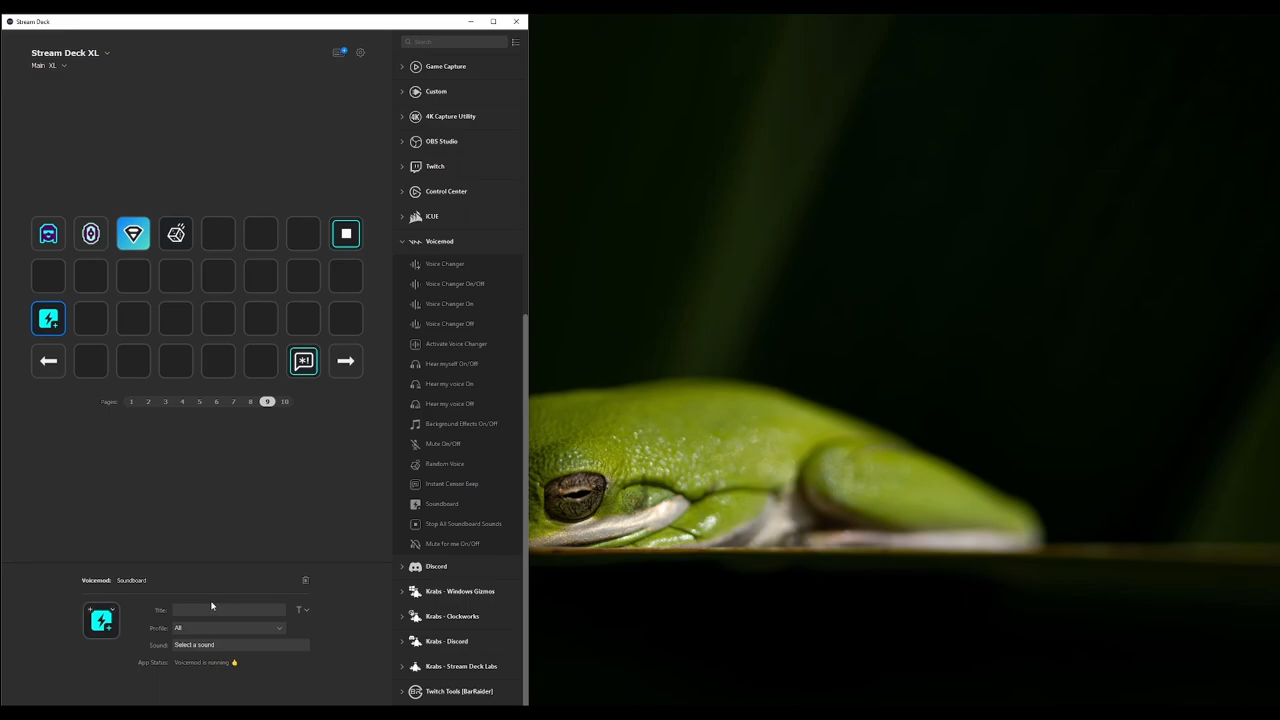 Stream Deck
Stream Deck XL
Main XL
Search
Game Capture
Custom
4K Capture Utility
OBS Studio
Twitch
Control Center
iCUE
Voicemod
Voice Changer
Voice Changer On/Off
Voice Changer On
Voice Changer Off
Activate Voice Changer
Hear myself On/Off
Hear my voice On
Hear my voice Off
Background Effects On/Off
Mute On/Off
Random Voice
Instant Censor Beep
Soundboard
Stop All Soundboard Sounds
Mute for me On/Off
Discord
Krabs - Windows Gizmos
Krabs - Clockworks
Krabs - Discord
Krabs - Stream Deck Labs
Twitch Tools [BarRaider]
Pages: 1 2 3 4 5 6 7 8 9 10
Voicemod: Soundboard
Title: T
Profile: All
Sound: Select a sound
App Status: Voicemod is running 👍